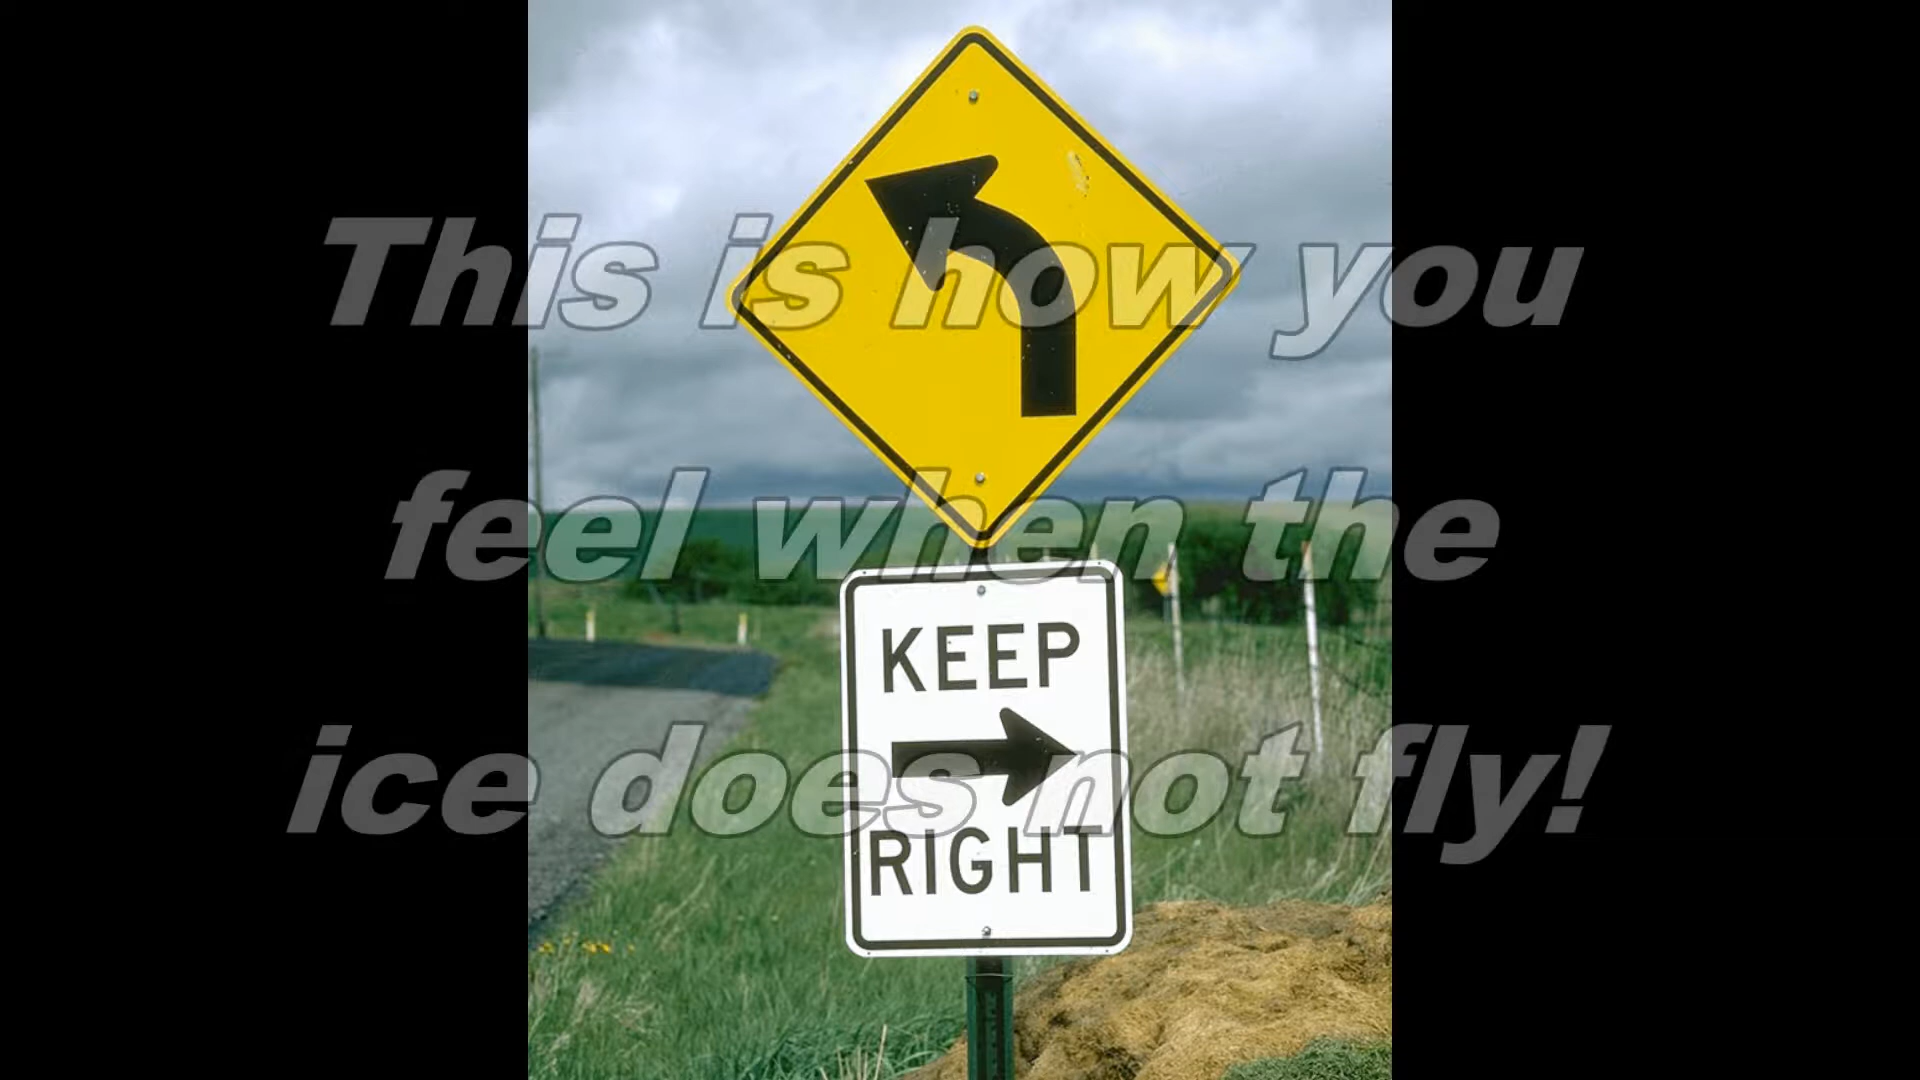 This is how you
feel when the
ice does not fly!
KEEP
RIGHT